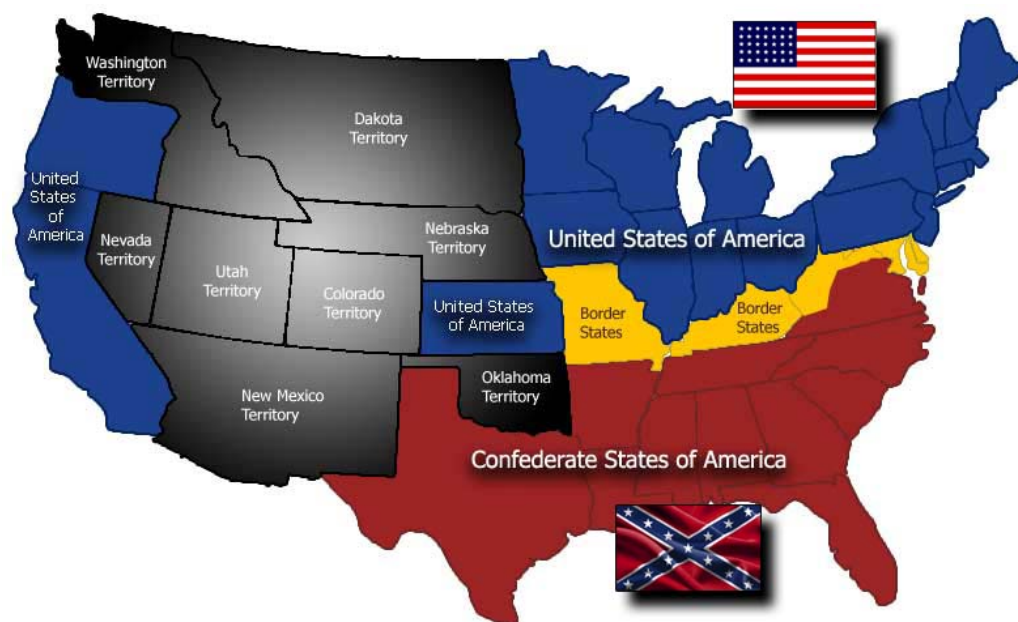 Washington
Territory
Dakota
Territory
United
States
of
America
Nevada
Territory
Utah
Territory
Nebraska
Territory
Colorado
Territory
United States of America
United States
of America
Border
States
Border
States
New Mexico
Territory
Oklahoma
Territory
Confederate States of America